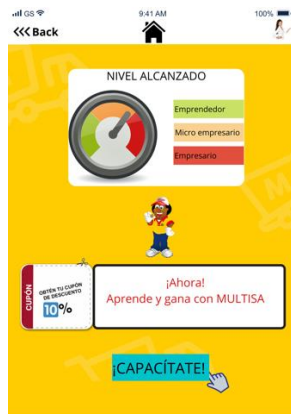 GS 9:41 AM 100%
Back
NIVEL ALCANZADO
Emprendedor
Micro empresario
Empresario
CUPÓN
OBTÉN TU CUPÓN
DE DESCUENTO
10%
¡Ahora!
Aprende y gana con MULTISA
¡CAPACÍTATE!